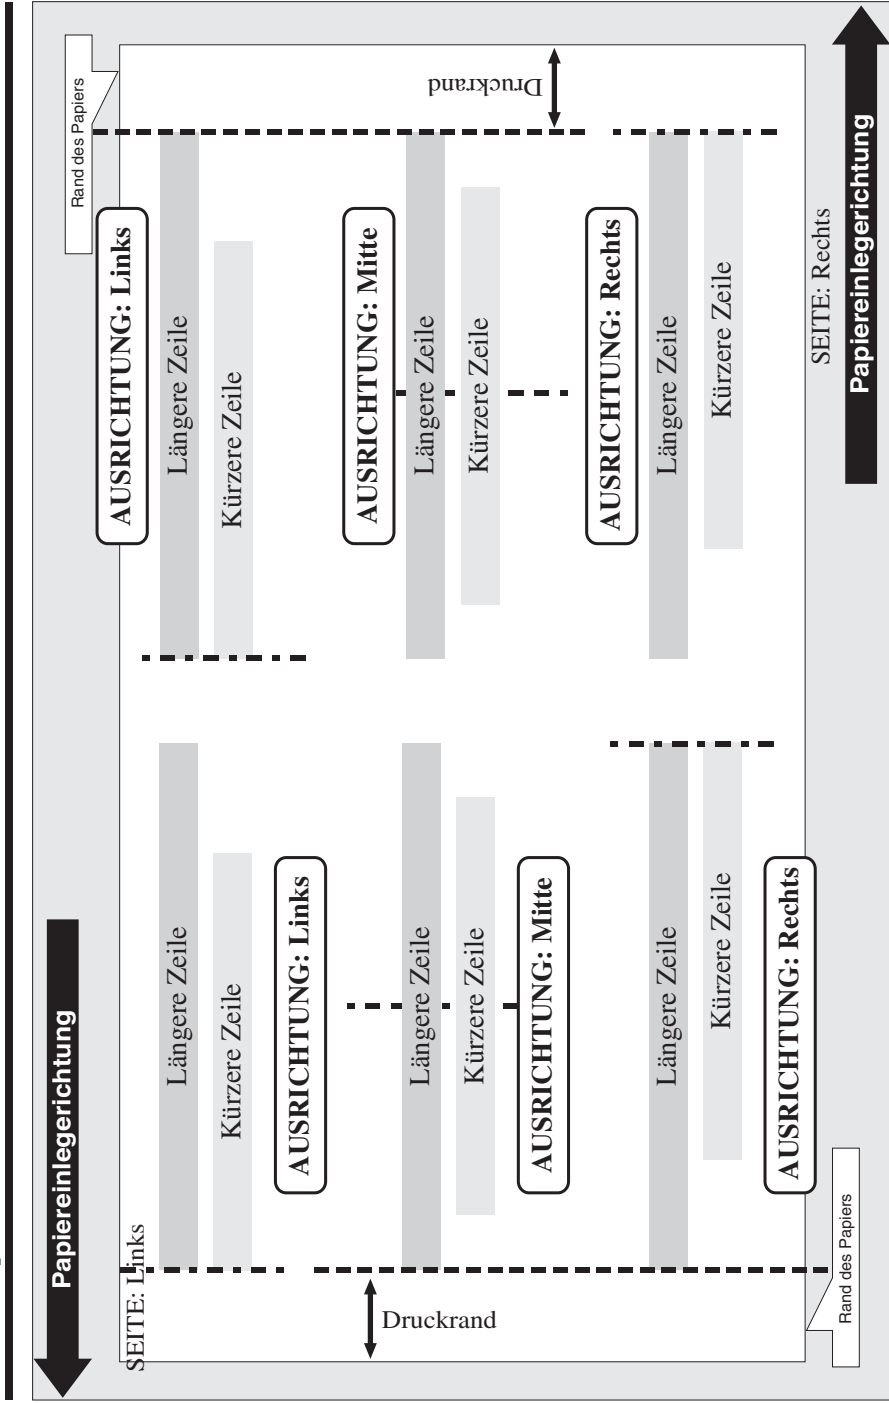 Papiereinlegerichtung
SEITE: Links
Längere Zeile
Kürzere Zeile
AUSRICHTUNG: Links
Längere Zeile
Kürzere Zeile
AUSRICHTUNG: Mitte
Längere Zeile
Kürzere Zeile
AUSRICHTUNG: Rechts
Druckrand
Rand des Papiers
Rand des Papiers
AUSRICHTUNG: Links
Längere Zeile
Kürzere Zeile
AUSRICHTUNG: Mitte
Längere Zeile
Kürzere Zeile
AUSRICHTUNG: Rechts
Längere Zeile
Kürzere Zeile
Druckrand
SEITE: Rechts
Papiereinlegerichtung